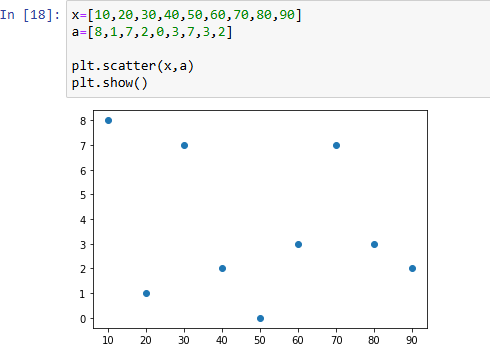 In [18]: x=[10,20,30,40,50,60,70,80,90]
a=[8,1,7,2,0,3,7,3,2]
plt.scatter(x,a)
plt.show()
8
7
6
5
4
3
2
1
0
10 20 30 40 50 60 70 80 90